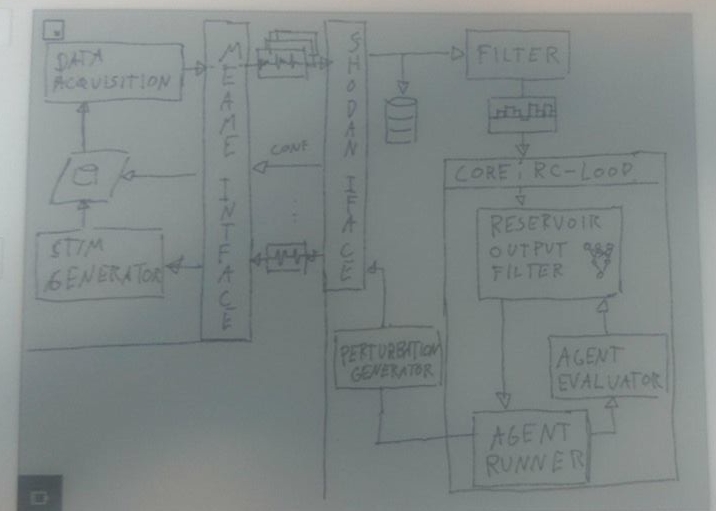 DATA
ACQUISITION
MEAME INTFACE
SHODAN IFACE
FILTER
CONF
CORE: RC-LOOP
RESERVOIR
OUTPUT
FILTER
STIM
GENERATOR
PERTURBATION
GENERATOR
AGENT
EVALUATOR
AGENT
RUNNER